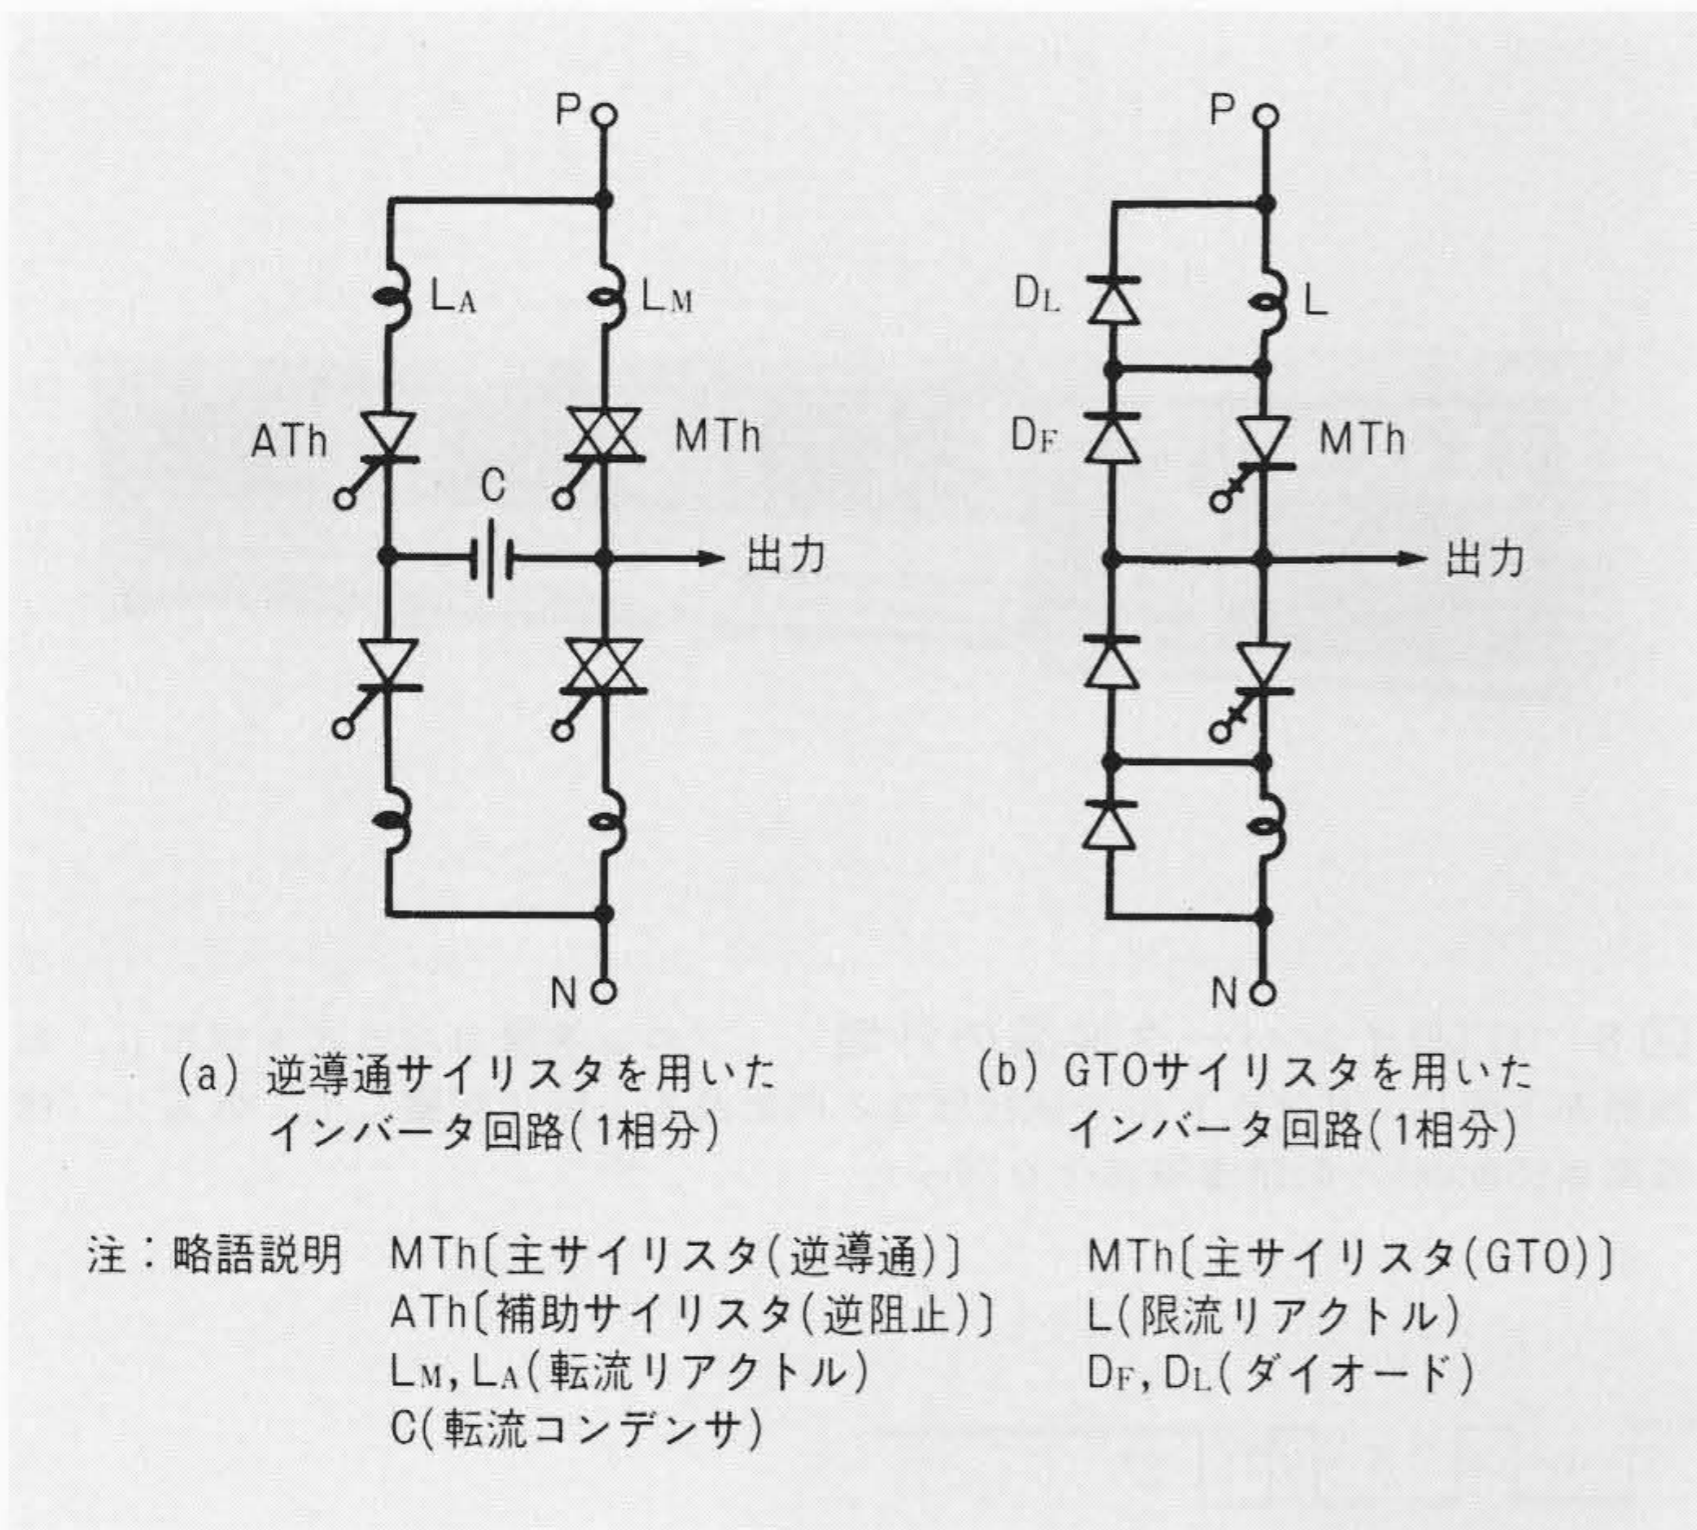 P
LA
LM
ATh
MTh
C
出力
N
(a) 逆導通サイリスタを用いた
インバータ回路(1相分)
P
DL
L
DF
MTh
出力
N
(b) GTOサイリスタを用いた
インバータ回路(1相分)
注：略語説明 MTh〔主サイリスタ(逆導通)〕
ATh〔補助サイリスタ(逆阻止)〕
LM, LA(転流リアクトル)
C(転流コンデンサ)
MTh〔主サイリスタ(GTO)〕
L(限流リアクトル)
DF, DL(ダイオード)